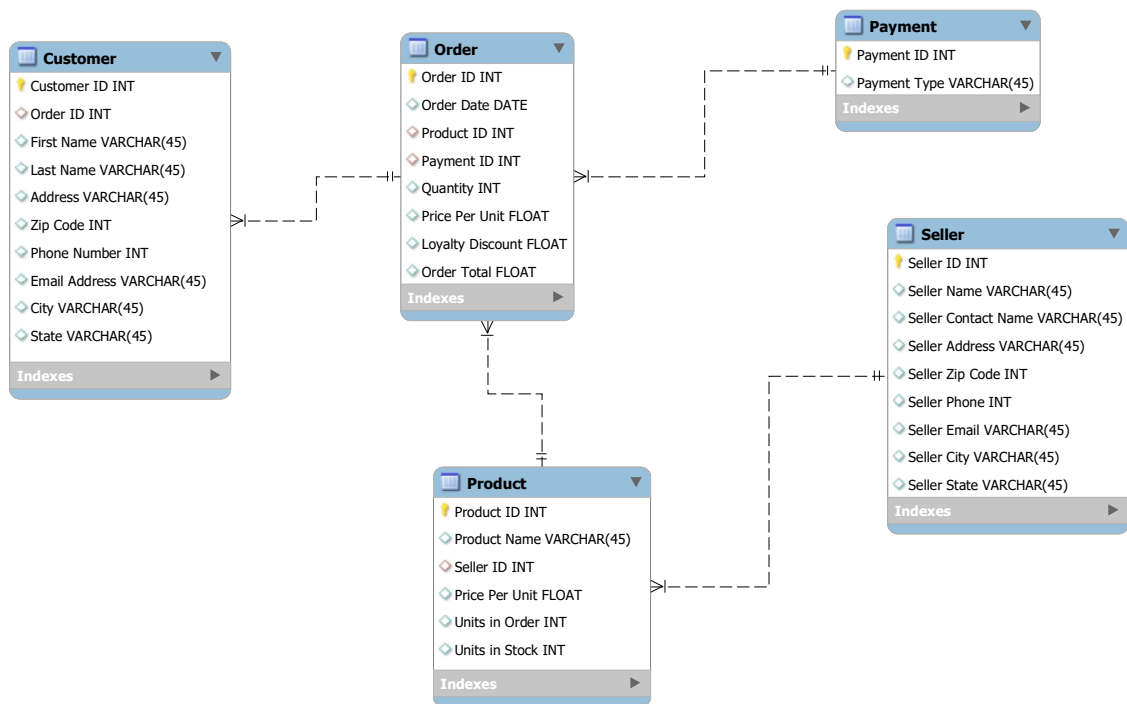 Customer
Customer ID INT
Order ID INT
First Name VARCHAR(45)
Last Name VARCHAR(45)
Address VARCHAR(45)
Zip Code INT
Phone Number INT
Email Address VARCHAR(45)
City VARCHAR(45)
State VARCHAR(45)
Indexes
Order
Order ID INT
Order Date DATE
Product ID INT
Payment ID INT
Quantity INT
Price Per Unit FLOAT
Loyalty Discount FLOAT
Order Total FLOAT
Indexes
Payment
Payment ID INT
Payment Type VARCHAR(45)
Indexes
Seller
Seller ID INT
Seller Name VARCHAR(45)
Seller Contact Name VARCHAR(45)
Seller Address VARCHAR(45)
Seller Zip Code INT
Seller Phone INT
Seller Email VARCHAR(45)
Seller City VARCHAR(45)
Seller State VARCHAR(45)
Indexes
Product
Product ID INT
Product Name VARCHAR(45)
Seller ID INT
Price Per Unit FLOAT
Units in Order INT
Units in Stock INT
Indexes